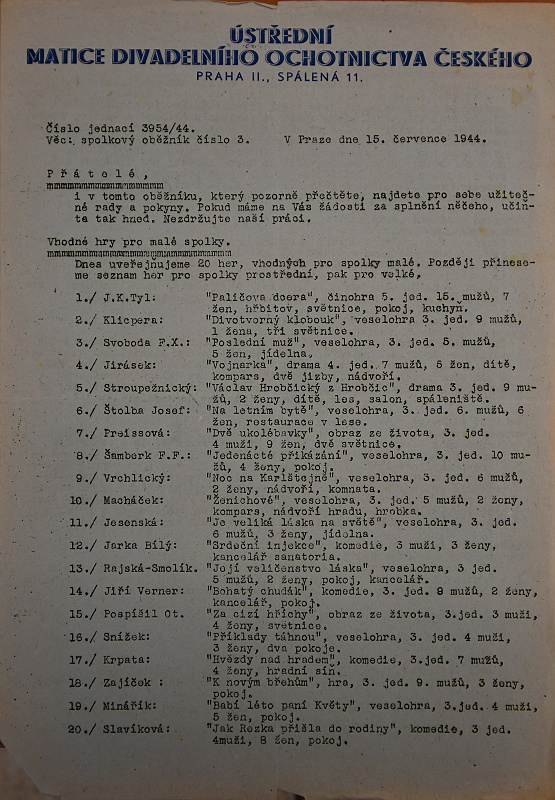 ÚSTŘEDNÍ
MATICE DIVADELNÍHO OCHOTNICTVA ČESKÉHO
PRAHA II., SPÁLENÁ 11.
Číslo jednací 3954/44.
Věc: spolkový oběžník číslo 3. V Praze dne 15. července 1944.
P ř á t e l é ,
i v tomto oběžníku, který pozorně přečtěte, najdete pro sebe užiteč-
né rady a pokyny. Pokud máme na Vás žádosti za splnění něčeho, učin-
te tak hned. Nezdržujte naší práci.
Vhodné hry pro malé spolky.
Dnes uveřejňujeme 20 her, vhodných pro spolky malé. Později přinese-
me seznam her pro spolky prostřední, pak pro velké.
1./ J.K.Tyl: "Paličova dcera", činohra 5. jed. 15. mužů, 7
žen, hřbitov, světnice, pokoj, kuchyň.
2./ Klicpera: "Divotvorný klobouk", veselohra 3. jed. 9 mužů,
1 žena, tři světnice.
3./ Svoboda F.X.: "Poslední muž", veselohra, 3. jed. 5. mužů,
5 žen, jídelna.
4./ Jirásek: "Vojnarka", drama 4. jed. 7 mužů, 5 žen, dítě,
kompars, dvě jizby, nádvoří.
5./ Stroupežnický: "Václav Hrobčický z Hrobčic", drama 3. jed. 9 mu-
žů, 2 ženy, dítě, les, salon, spáleniště.
6./ Štolba Josef: "Na letním bytě", veselohra, 3. jed. 6. mužů, 6
žen, restaurace v lese.
7./ Preissová: "Dvě ukolébavky", obraz ze života, 3. jed.
4 muži, 9 žen, dvě světnice.
8./ Šamberk F.F.: "Jedenácté přikázání", veselohra, 3. jed. 10 mu-
žů, 4 ženy, pokoj.
9./ Vrchlický: "Noc na Karlštejně", veselohra, 3. jed. 6 mužů,
2 ženy, nádvoří, komnata.
10./ Macháček: "Ženichové", veselohra, 3. jed. 5 mužů, 2 ženy,
kompars, nádvoří hradu, hrobka.
11./ Jesenská: "Je veliká láska na světě", veselohra, 3. jed.
6 mužů, 3 ženy, jídelna.
12./ Jarka Bílý: "Srdeční injekce", komedie, 3 muži, 3 ženy,
kancelář sanatoria.
13./ Rajská-Smolík. "Její veličenstvo láska", veselohra, 3 jed.
5 mužů, 2 ženy, pokoj, kancelář.
14./ Jiří Verner: "Bohatý chudák", komedie, 3 jed. 8 mužů, 2 ženy,
kancelář, pokoj.
15./ Pospíšil Ot. "Za cizí hříchy", obraz ze života, 3.jed. 3 muži,
4 ženy, světnice.
16./ Snížek: "Příklady táhnou", veselohra, 3. jed. 4 muži,
3 ženy, dva pokoje.
17./ Krpata: "Hvězdy nad hradem", komedie, 3.jed. 7 mužů,
4 ženy, hradní síň.
18./ Zajíček : "K novým břehům", hra, 3. jed. 9. mužů, 3 ženy,
pokoj.
19./ Minářík: "Babí léto paní Květy", veselohra, 3.jed. 4 muži,
5 žen, pokoj.
20./ Slavíková: "Jak Rezka přišla do rodiny", komedie, 3 jed.
4muži, 8 žen, pokoj.